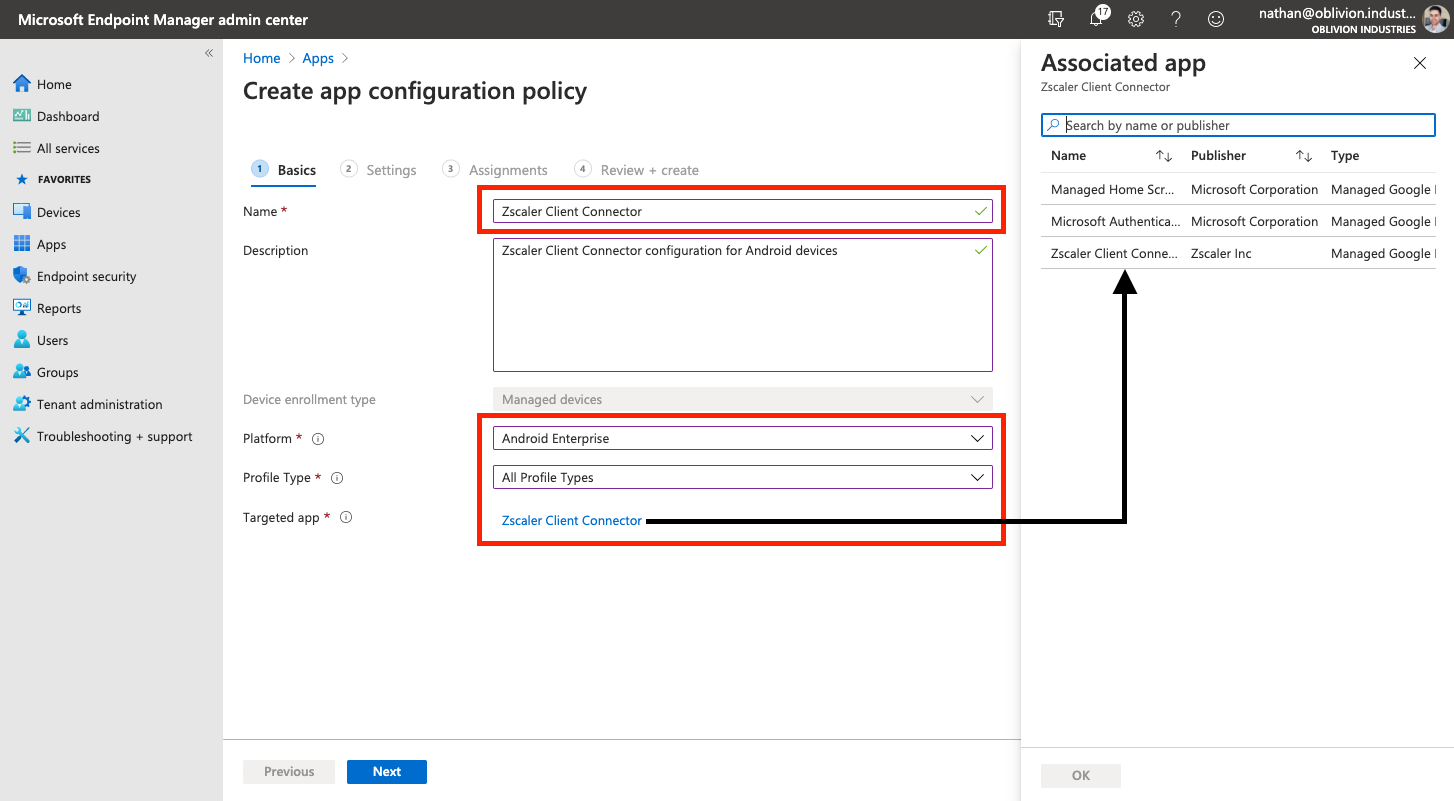 Microsoft Endpoint Manager admin center
17
nathan@oblivion.indust...
OBLIVION INDUSTRIES
«
Home
Dashboard
All services
FAVORITES
Devices
Apps
Endpoint security
Reports
Users
Groups
Tenant administration
Troubleshooting + support
Home > Apps >
Create app configuration policy
1 Basics 2 Settings 3 Assignments 4 Review + create
Name *
Zscaler Client Connector
Description
Zscaler Client Connector configuration for Android devices
Device enrollment type
Managed devices
Platform *
Android Enterprise
Profile Type *
All Profile Types
Targeted app *
Zscaler Client Connector
Previous Next
Associated app
Zscaler Client Connector
Search by name or publisher
Name Publisher Type
Managed Home Scr... Microsoft Corporation Managed Google
Microsoft Authentica... Microsoft Corporation Managed Google
Zscaler Client Conne... Zscaler Inc Managed Google
OK